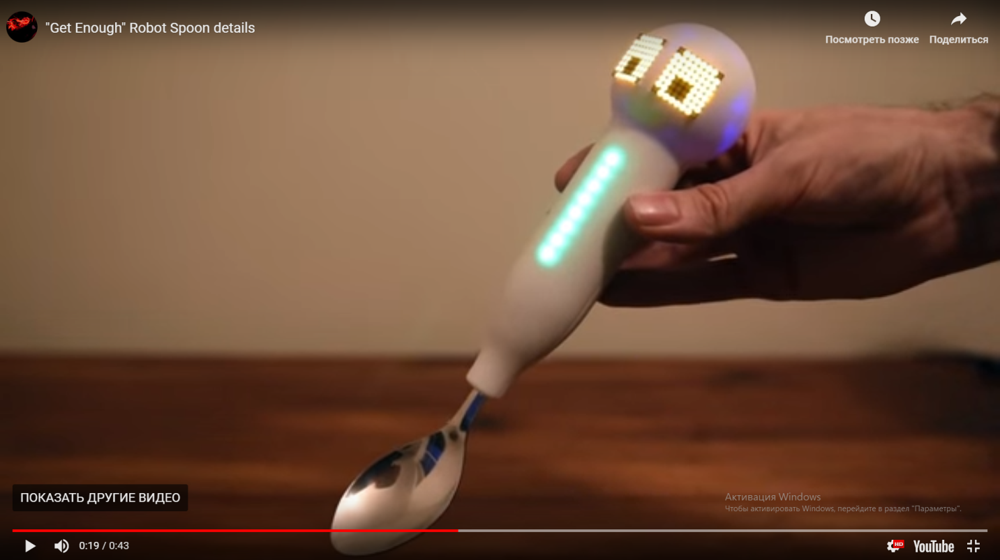 "Get Enough" Robot Spoon details
Посмотреть позже
Поделиться
ПОКАЗАТЬ ДРУГИЕ ВИДЕО
Активация Windows
Чтобы активировать Windows, перейдите в раздел "Параметры".
0:19 / 0:43
HD
YouTube